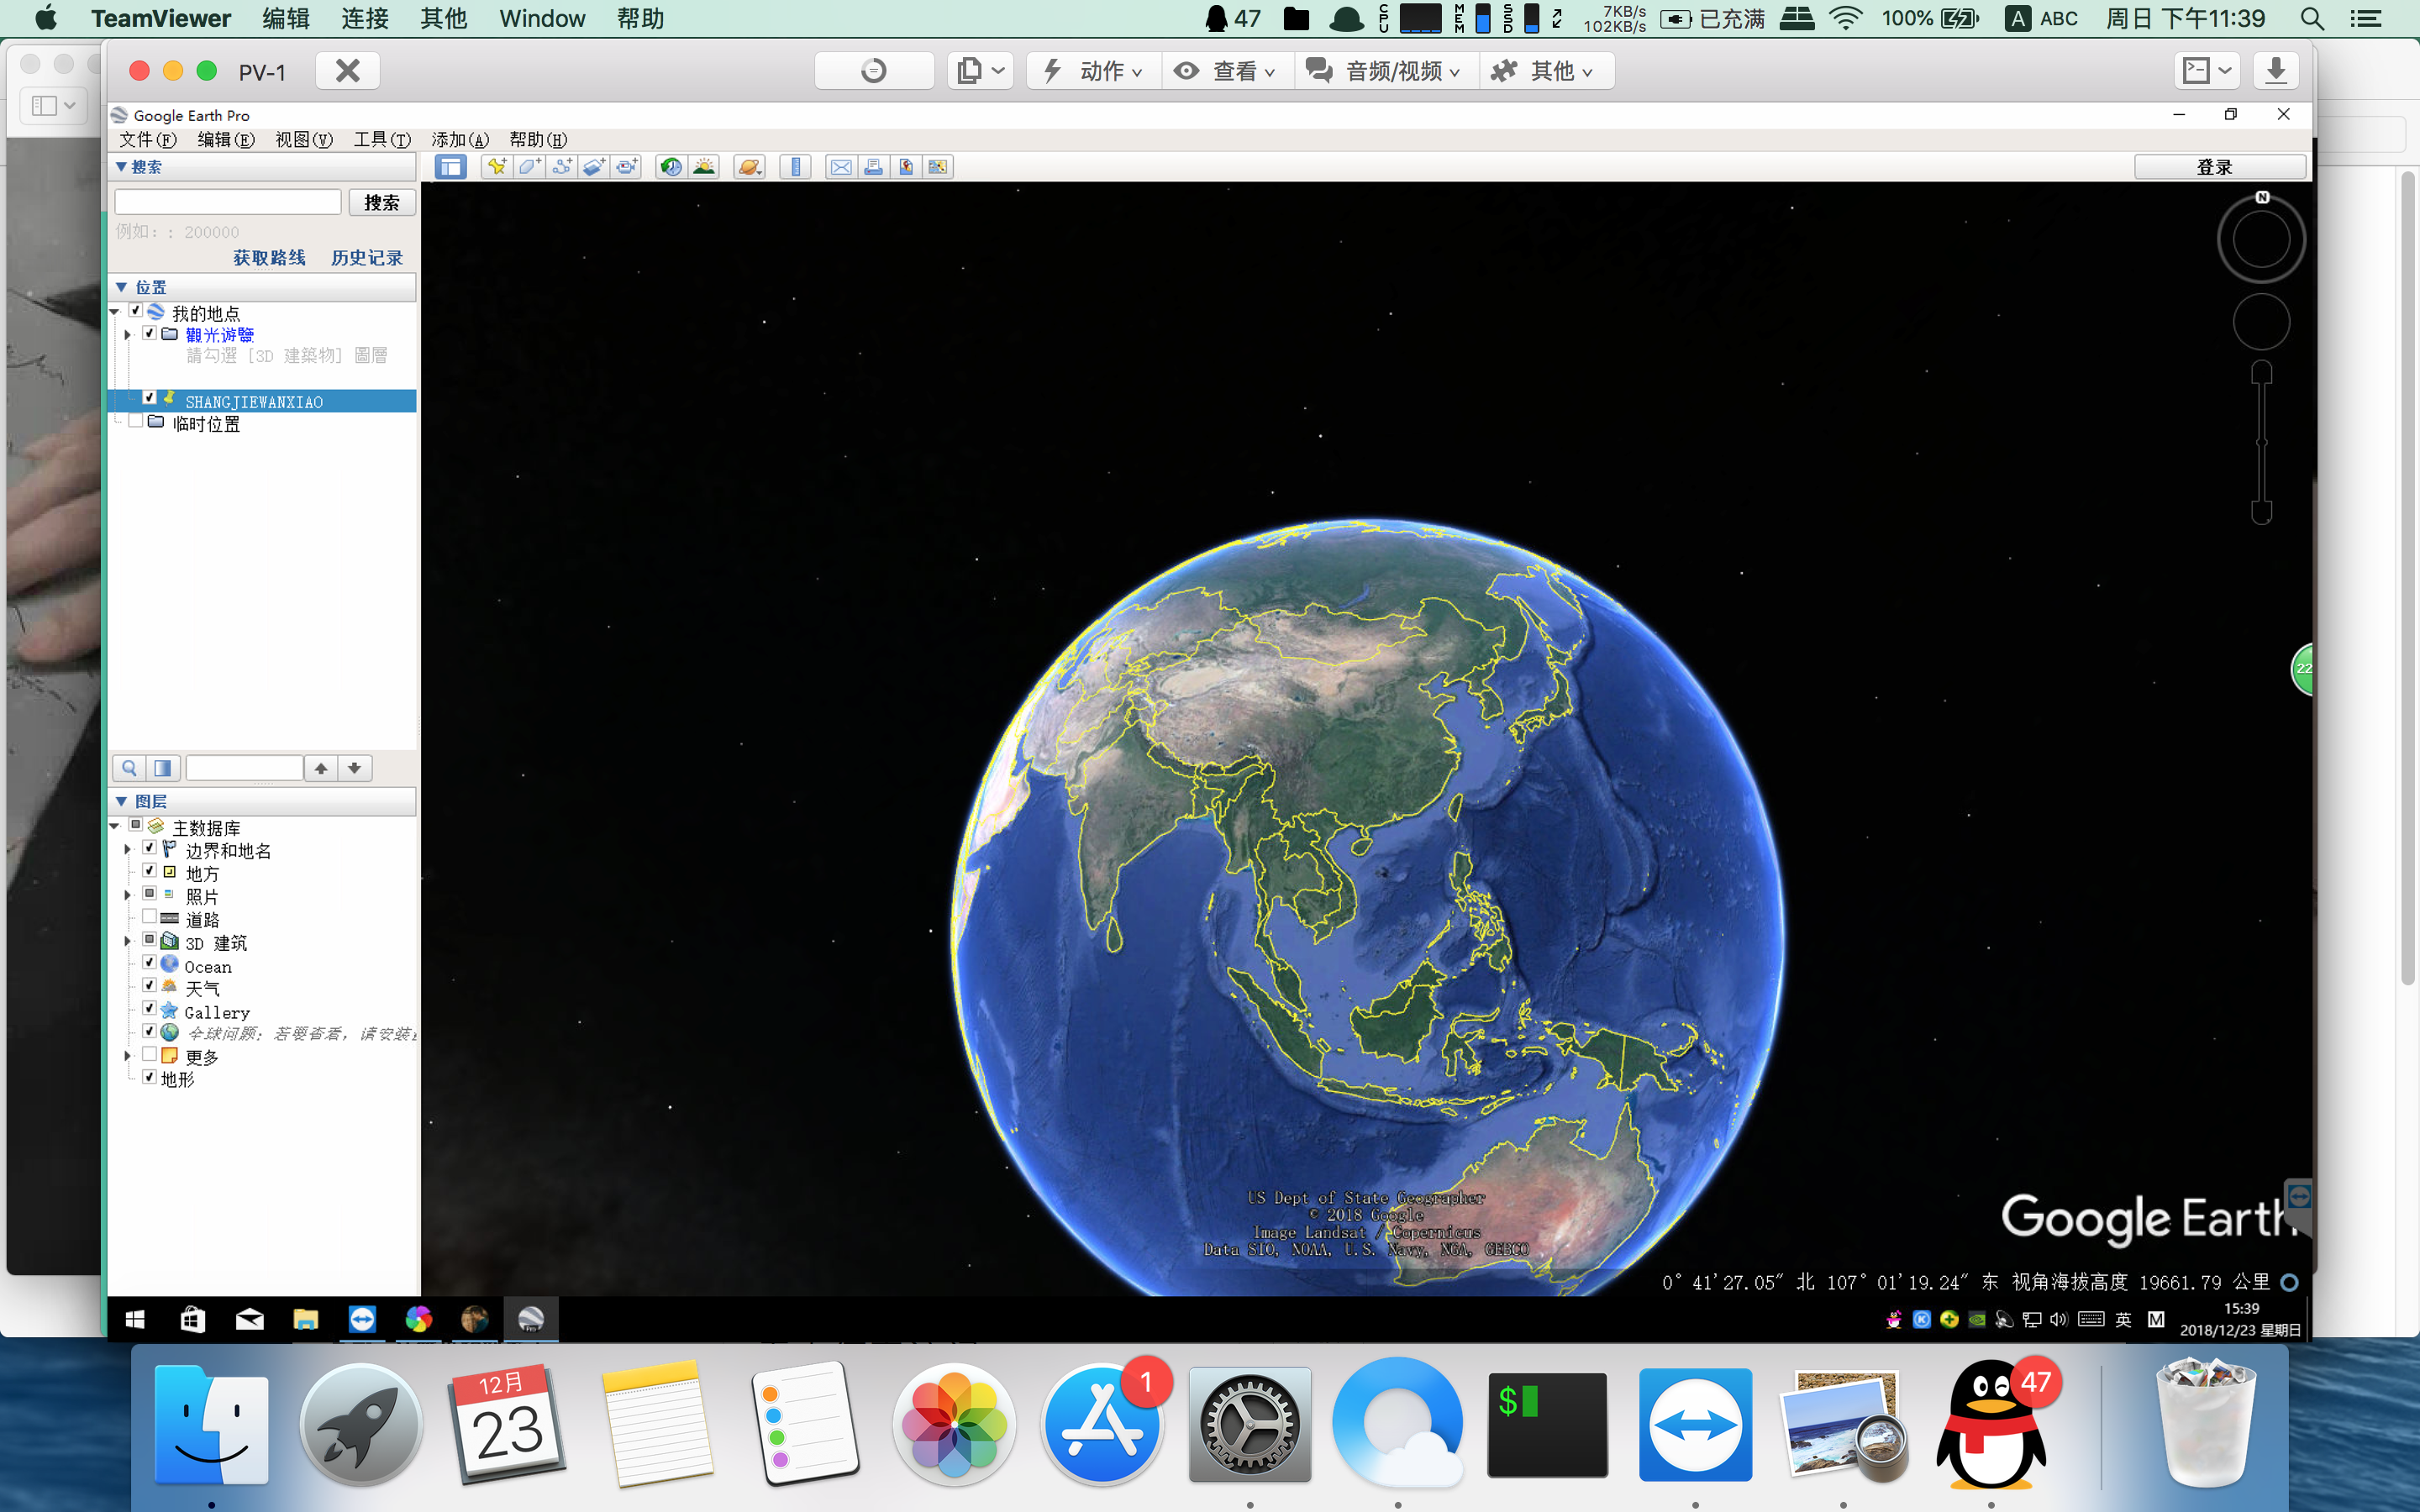 TeamViewer 编辑 连接 其他 Window 帮助
47 CPU MEM SSD 7KB/s 102KB/s 已充满 100% A ABC 周日 下午11:39
PV-1 动作 查看 音频/视频 其他
Google Earth Pro
文件(F) 编辑(E) 视图(V) 工具(T) 添加(A) 帮助(H)
搜索
登录
搜索
例如: : 200000
获取路线 历史记录
N
位置
我的地点
觀光遊覽
請勾選 [3D 建築物] 圖層
SHANGJIEWANXIAO
临时位置
22
图层
主数据库
边界和地名
地方
照片
道路
3D 建筑
Ocean
天气
Gallery
全球问题: 若要查看, 请安装
更多
地形
US Dept of State Geographer
© 2018 Google
Image Landsat / Copernicus
Data SIO, NOAA, U.S. Navy, NGA, GEBCO
Google Earth
0° 41'27.05″ 北 107° 01'19.24″ 东 视角海拔高度 19661.79 公里
英 M 15:39
2018/12/23 星期日
12月
23
1
$
47